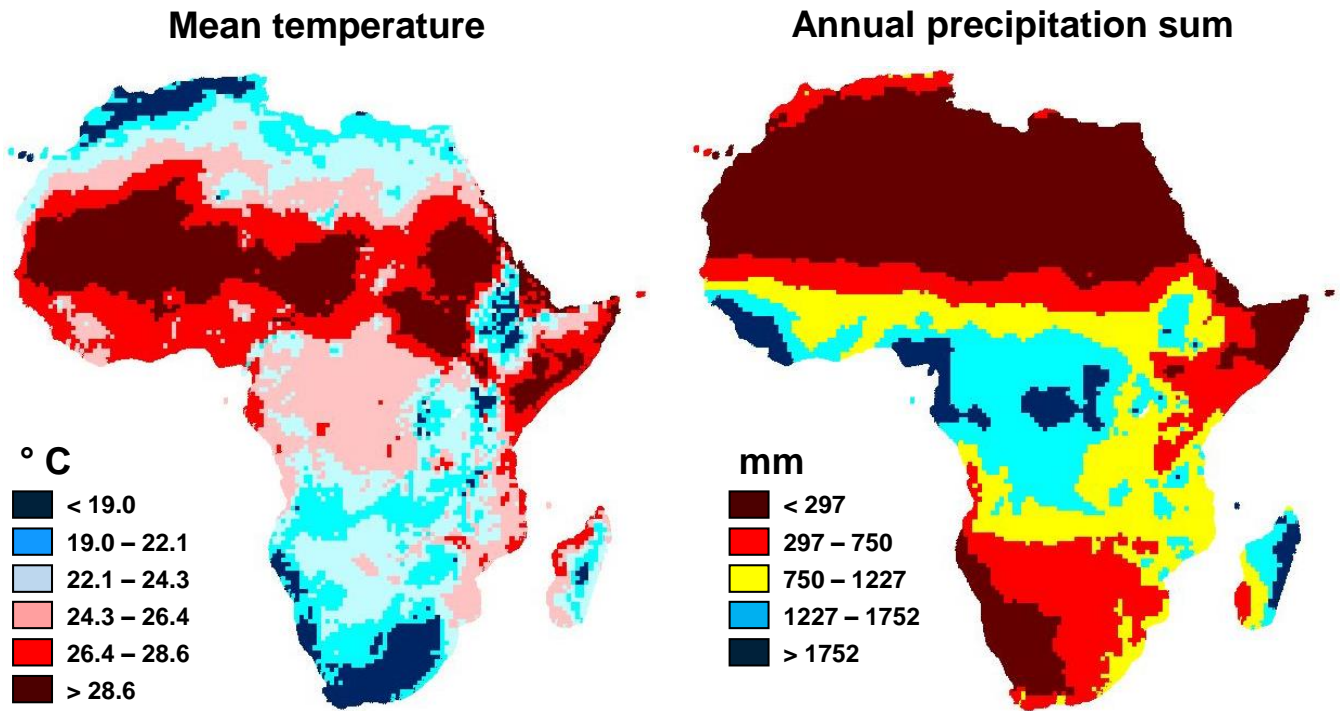 Mean temperature
Annual precipitation sum
° C
< 19.0
19.0 – 22.1
22.1 – 24.3
24.3 – 26.4
26.4 – 28.6
> 28.6
mm
< 297
297 – 750
750 – 1227
1227 – 1752
> 1752